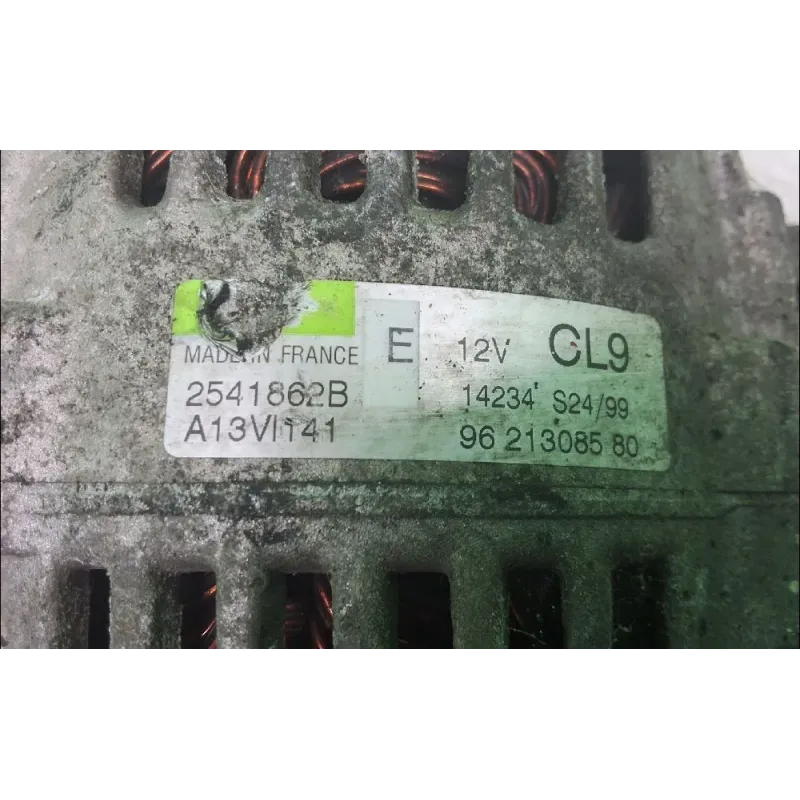 MADE IN FRANCE E 12V CL9
2541862B 14234 S24/99
A13VI141 96 213085 80